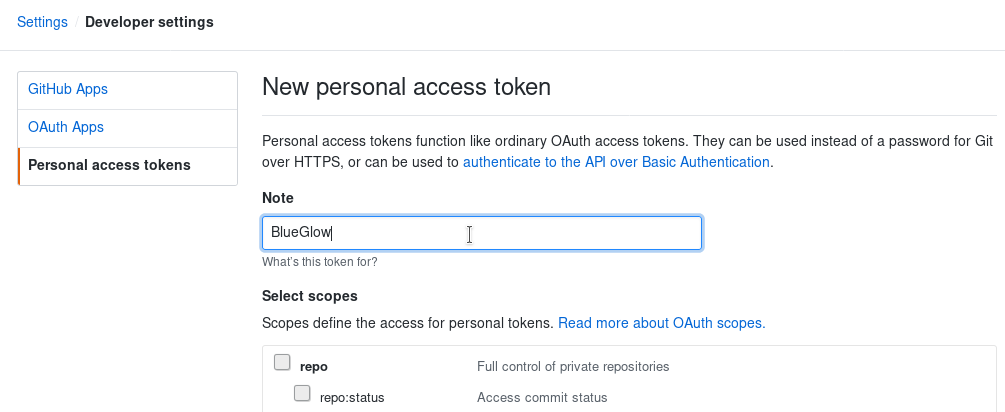 Settings / Developer settings
GitHub Apps
OAuth Apps
Personal access tokens
New personal access token
Personal access tokens function like ordinary OAuth access tokens. They can be used instead of a password for Git
over HTTPS, or can be used to authenticate to the API over Basic Authentication.
Note
BlueGlow
What's this token for?
Select scopes
Scopes define the access for personal tokens. Read more about OAuth scopes.
repo Full control of private repositories
repo:status Access commit status